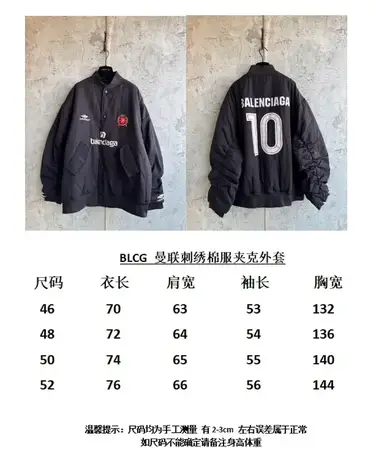 balenciaga
BALENCIAGA
10
BLCG 曼联刺绣棉服夹克外套
尺码 衣长 肩宽 袖长 胸宽
46 70 63 53 132
48 72 64 54 136
50 74 65 55 140
52 76 66 56 144
温馨提示：尺码均为手工测量 有2-3cm 左右误差属于正常
如尺码不能确定请备注身高体重